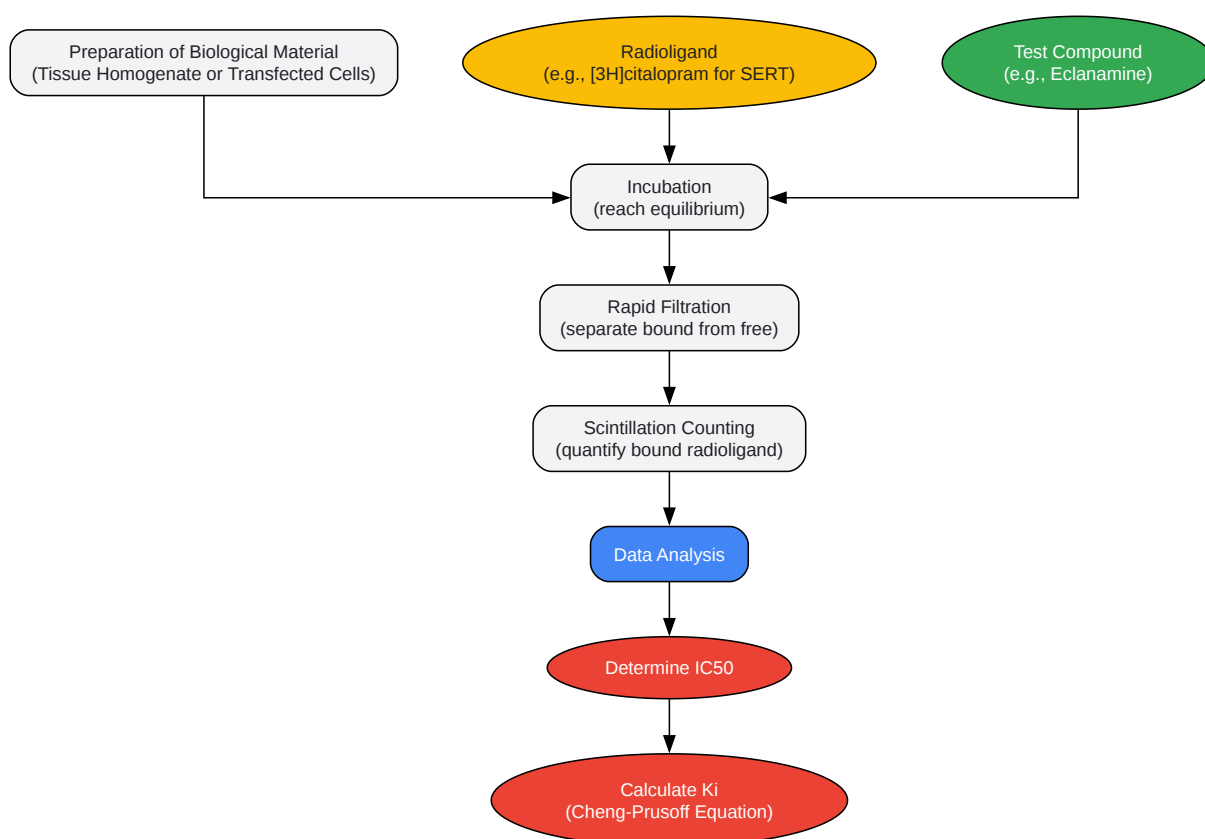 Preparation of Biological Material
(Tissue Homogenate or Transfected Cells)
Radioligand
(e.g., [3H]citalopram for SERT)
Test Compound
(e.g., Eclanamine)
Incubation
(reach equilibrium)
Rapid Filtration
(separate bound from free)
Scintillation Counting
(quantify bound radioligand)
Data Analysis
Determine IC50
Calculate Ki
(Cheng-Prusoff Equation)